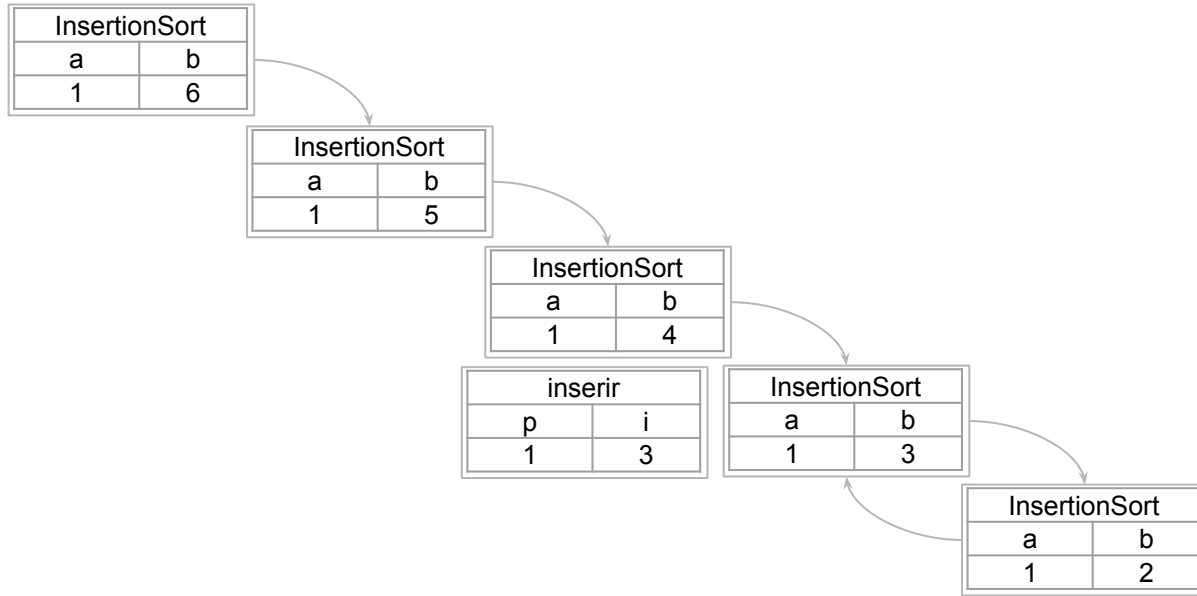 InsertionSort
a b
1 6
InsertionSort
a b
1 5
InsertionSort
a b
1 4
inserir
p i
1 3
InsertionSort
a b
1 3
InsertionSort
a b
1 2